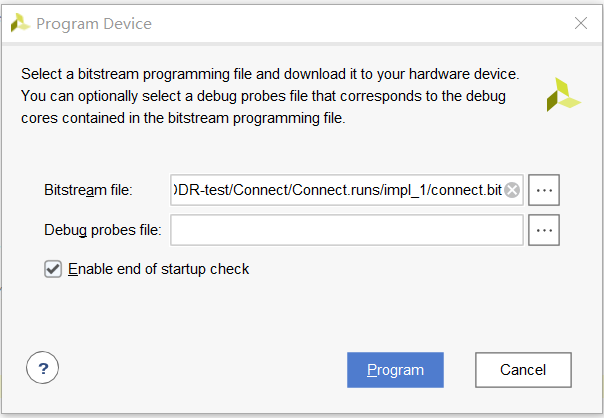 Program Device
Select a bitstream programming file and download it to your hardware device.
You can optionally select a debug probes file that corresponds to the debug
cores contained in the bitstream programming file.
Bitstream file: DDR-test/Connect/Connect.runs/impl_1/connect.bit ...
Debug probes file: ...
Enable end of startup check
? Program Cancel